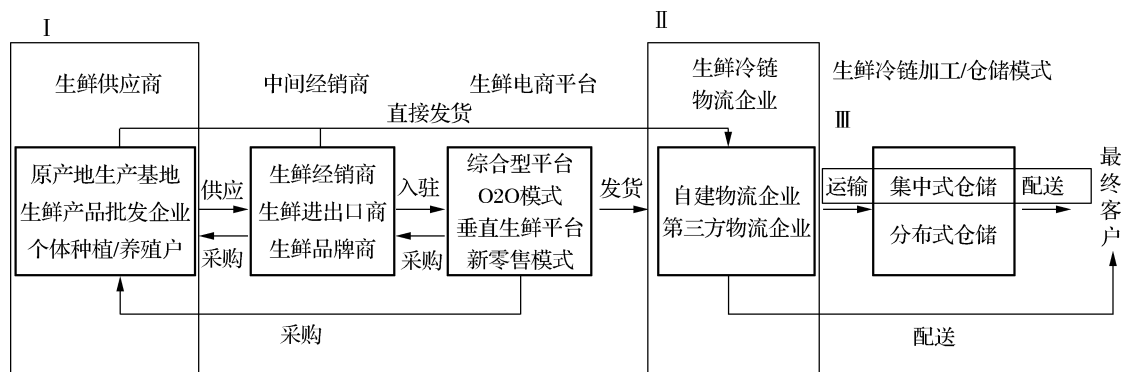 Ⅰ
Ⅱ
生鲜供应商
中间经销商
生鲜电商平台
生鲜冷链
物流企业
生鲜冷链加工/仓储模式
直接发货
Ⅲ
原产地生产基地
生鲜产品批发企业
个体种植/养殖户
供应
采购
生鲜经销商
生鲜进出口商
生鲜品牌商
入驻
采购
综合型平台
O2O模式
垂直生鲜平台
新零售模式
发货
自建物流企业
第三方物流企业
运输
集中式仓储
分布式仓储
配送
最
终
客
户
采购
配送